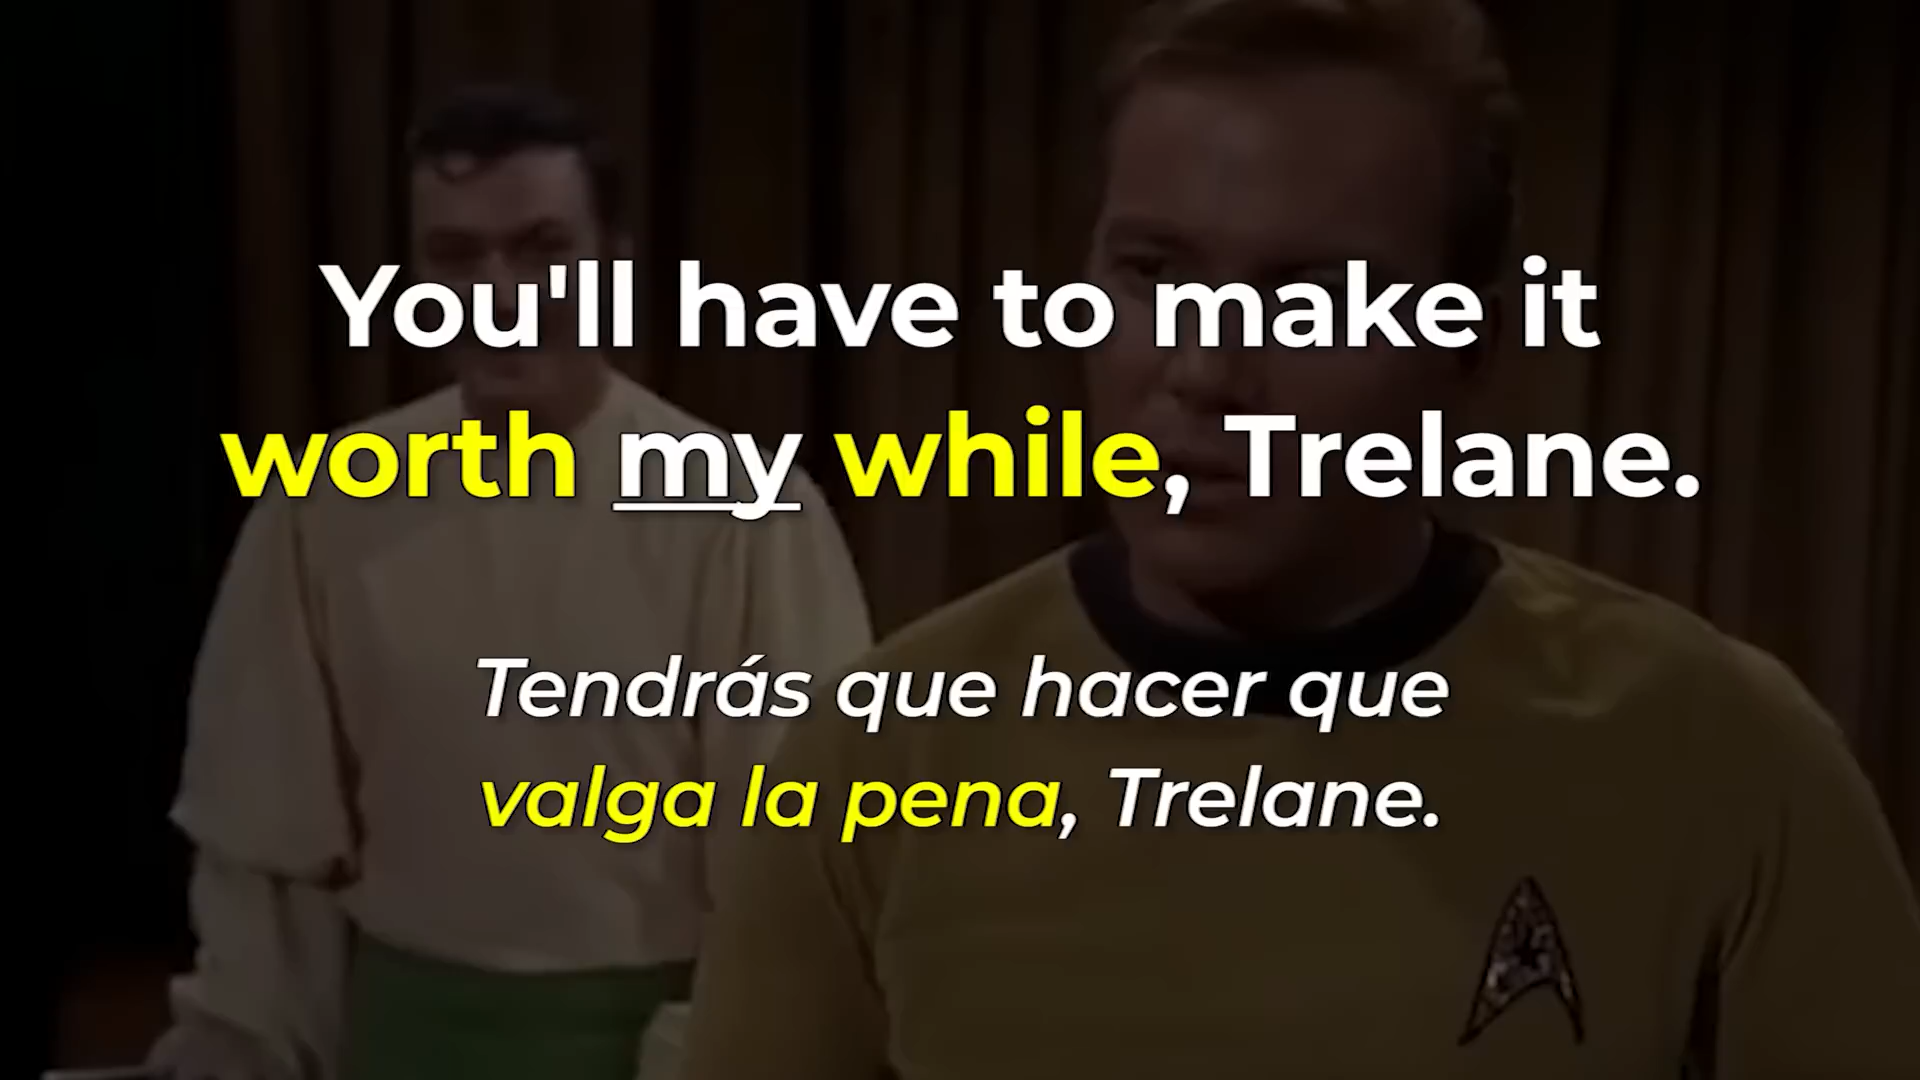 You'll have to make it
worth my while, Trelane.
Tendrás que hacer que
valga la pena, Trelane.